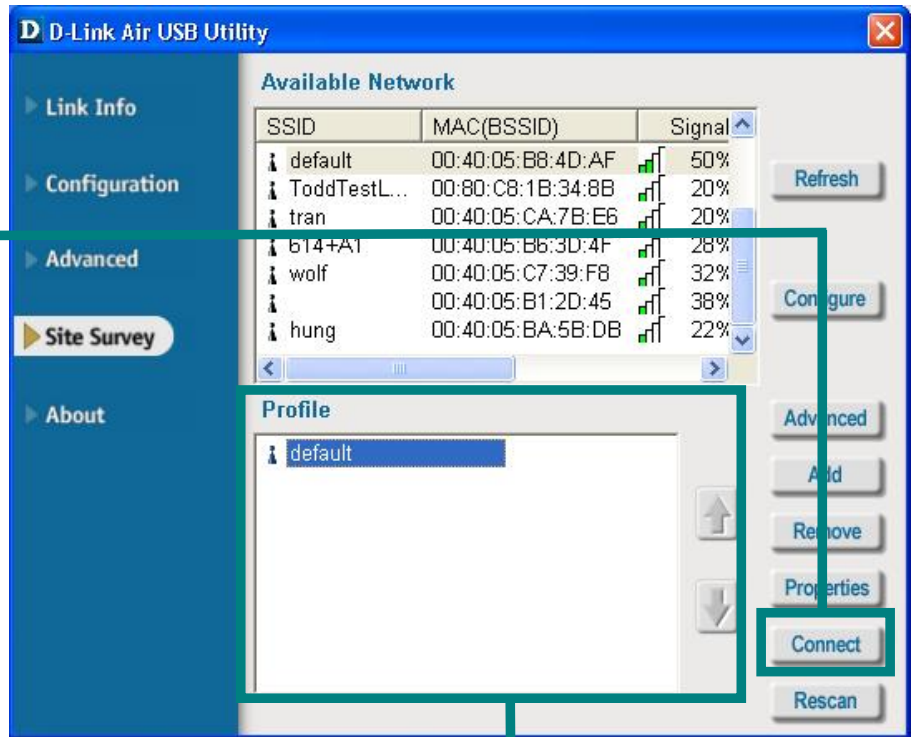 D D-Link Air USB Utility
Link Info
Configuration
Advanced
Site Survey
About
Available Network
SSID MAC(BSSID) Signal
default 00:40:05:B8:4D:AF 50%
ToddTestL... 00:80:C8:1B:34:8B 20%
tran 00:40:05:CA:7B:E6 20%
614+A1 00:40:05:B6:3D:4F 28%
wolf 00:40:05:C7:39:F8 32%
00:40:05:B1:2D:45 38%
hung 00:40:05:BA:5B:DB 22%
Profile
default
Refresh
Configure
Advanced
Add
Remove
Properties
Connect
Rescan